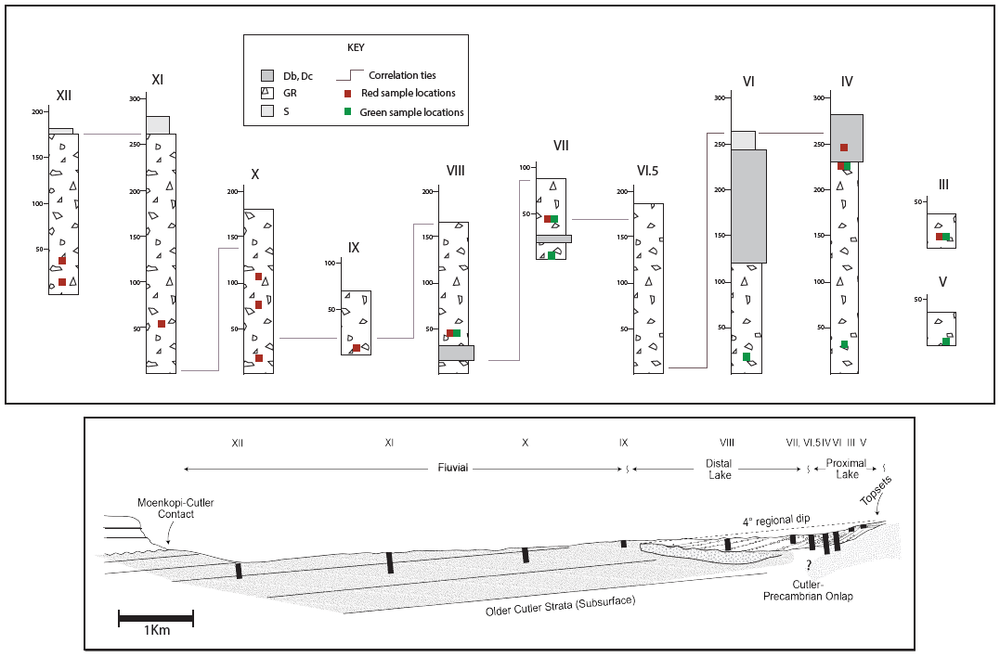 KEY
Db, Dc
Correlation ties
GR
Red sample locations
S
Green sample locations
XII
200
150
100
50
XI
300
250
200
150
100
50
X
200
150
100
50
IX
100
50
VIII
200
150
100
50
VII
100
50
VI.5
200
150
100
50
VI
300
250
200
150
100
50
IV
300
250
200
150
100
50
III
50
V
50
XII XI X IX VIII VII, VI.5 IV VI III V
Fluvial
Distal
Lake
Proximal
Lake
Topsets
Moenkopi-Cutler
Contact
4° regional dip
?
Cutler-
Precambrian Onlap
Older Cutler Strata (Subsurface)
1Km